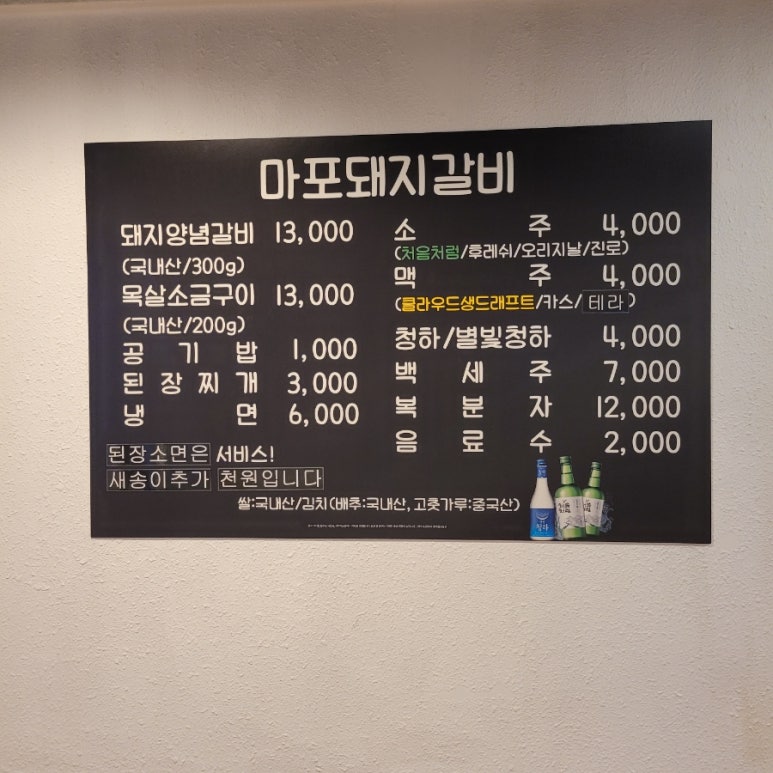 마포돼지갈비
돼지양념갈비 13,000
(국내산/300g)
목살소금구이 13,000
(국내산/200g)
공기밥 1,000
된장찌개 3,000
냉면 6,000
된장소면은 서비스!
새송이추가 천원입니다
소주 4,000
(처음처럼/후레쉬/오리지날/진로)
맥주 4,000
(클라우드생드래프트/카스/테라)
청하/별빛청하 4,000
백세주 7,000
복분자 12,000
음료수 2,000
쌀:국내산/김치(배추:국내산, 고춧가루:중국산)